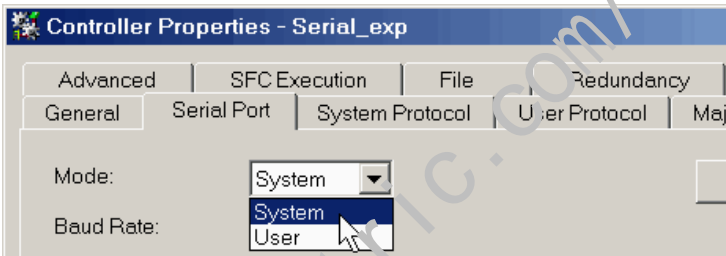 Controller Properties - Serial_exp
Advanced SFC Execution File Redundancy
General Serial Port System Protocol User Protocol Maj
Mode: System
System
Baud Rate:
User